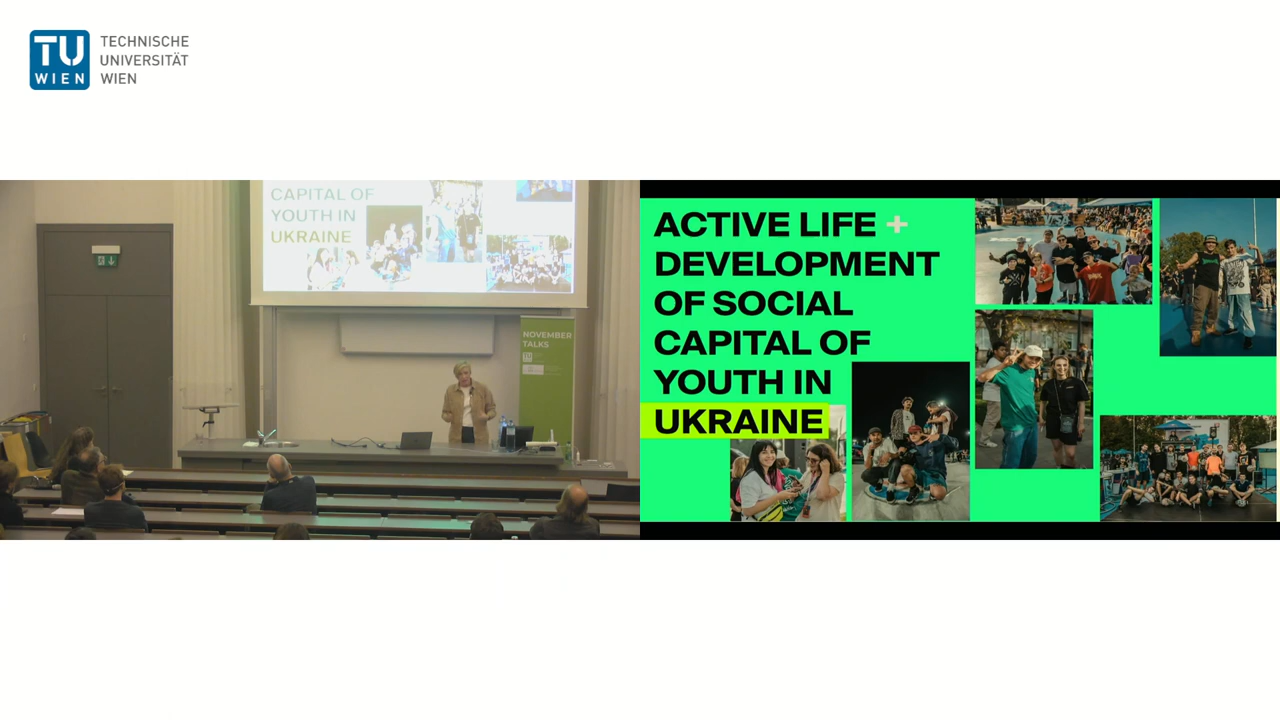 TU
WIEN
TECHNISCHE
UNIVERSITÄT
WIEN
CAPITAL OF
YOUTH IN
UKRAINE
NOVEMBER
TALKS
TU
ACTIVE LIFE +
DEVELOPMENT
OF SOCIAL
CAPITAL OF
YOUTH IN
UKRAINE